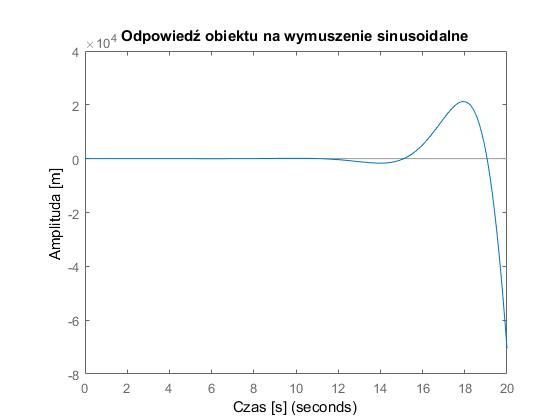 Odpowiedź obiektu na wymuszenie sinusoidalne
×10⁴
4
2
0
-2
-4
-6
-8
Amplituda [m]
0 2 4 6 8 10 12 14 16 18 20
Czas [s] (seconds)